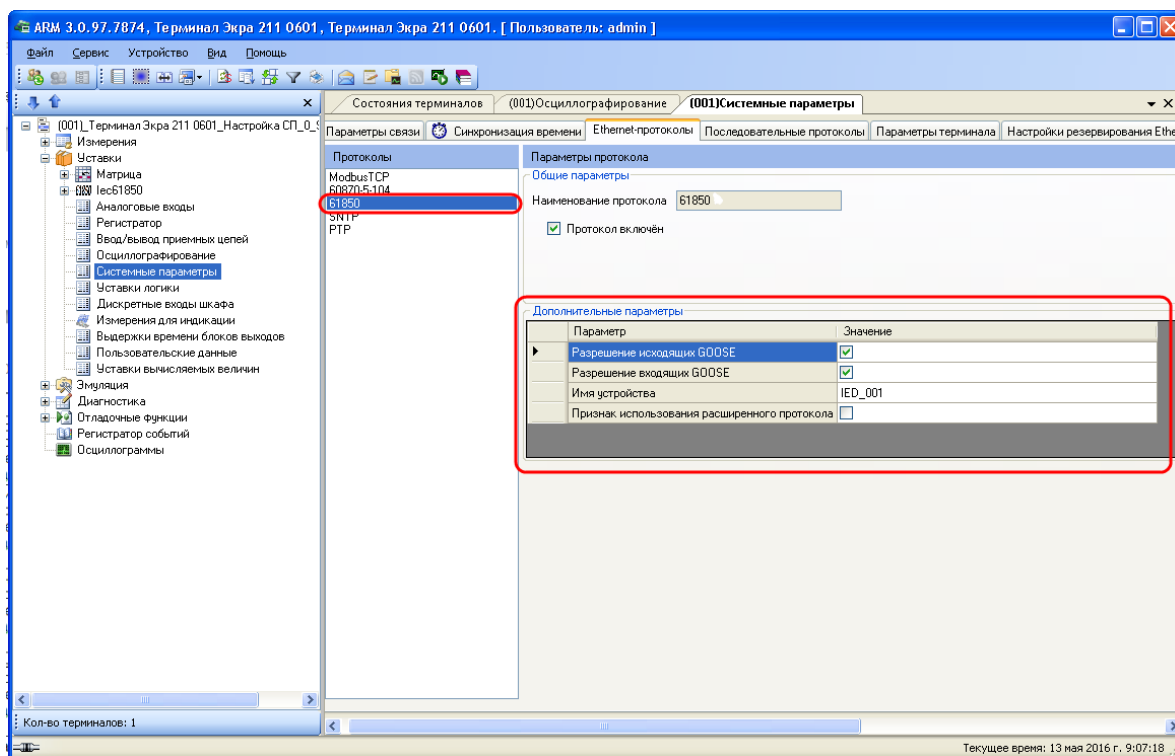 ARM 3.0.97.7874, Терминал Экра 211 0601, Терминал Экра 211 0601. [ Пользователь: admin ]
Файл Сервис Устройство Вид Помощь
Состояния терминалов (001)Осциллографирование (001)Системные параметры
(001)_Терминал Экра 211 0601_Настройка СП_0_
Измерения
Уставки
Матрица
Iec61850
Аналоговые входы
Регистратор
Ввод/вывод приемных цепей
Осциллографирование
Системные параметры
Уставки логики
Дискретные входы шкафа
Измерения для индикации
Выдержки времени блоков выходов
Пользовательские данные
Уставки вычисляемых величин
Эмуляция
Диагностика
Отладочные функции
Регистратор событий
Осциллограммы
Кол-во терминалов: 1
Параметры связи Синхронизация времени Ethernet-протоколы Последовательные протоколы Параметры терминала Настройки резервирования Ethe
Протоколы
ModbusTCP
60870-5-104
61850
SNTP
PTP
Параметры протокола
Общие параметры
Наименование протокола 61850
Протокол включён
Дополнительные параметры
Параметр Значение
Разрешение исходящих GOOSE
Разрешение входящих GOOSE
Имя устройства IED_001
Признак использования расширенного протокола
Текущее время: 13 мая 2016 г. 9:07:18